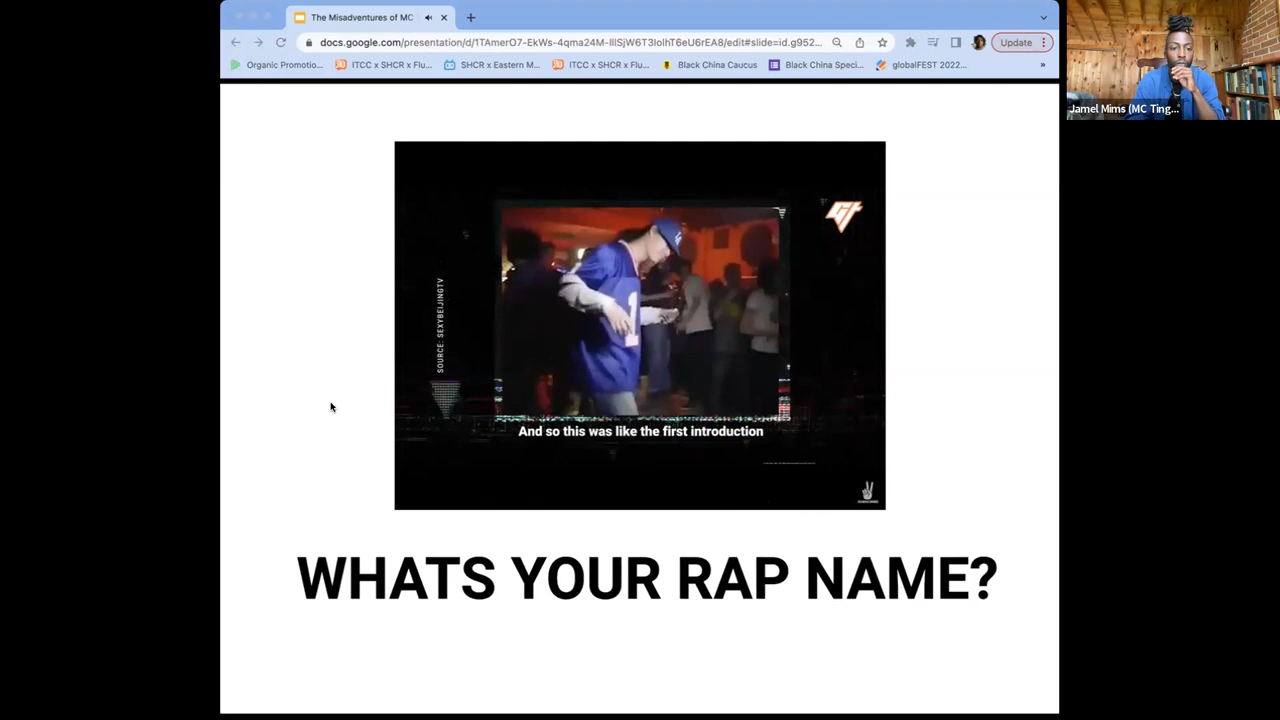 The Misadventures of MC
docs.google.com/presentation/d/1TAmerO7-EkWs-4qma24M-IlISjW6T3IolhT6eU6rEA8/edit#slide=id.g952...
Update
Organic Promotio...
ITCC x SHCR x Flu...
SHCR x Eastern M...
ITCC x SHCR x Flu...
Black China Caucus
Black China Speci...
globalFEST 2022...
»
Jamel Mims (MC Ting...
SOURCE: SEXYBEIJINGTV
And so this was like the first introduction
WHATS YOUR RAP NAME?